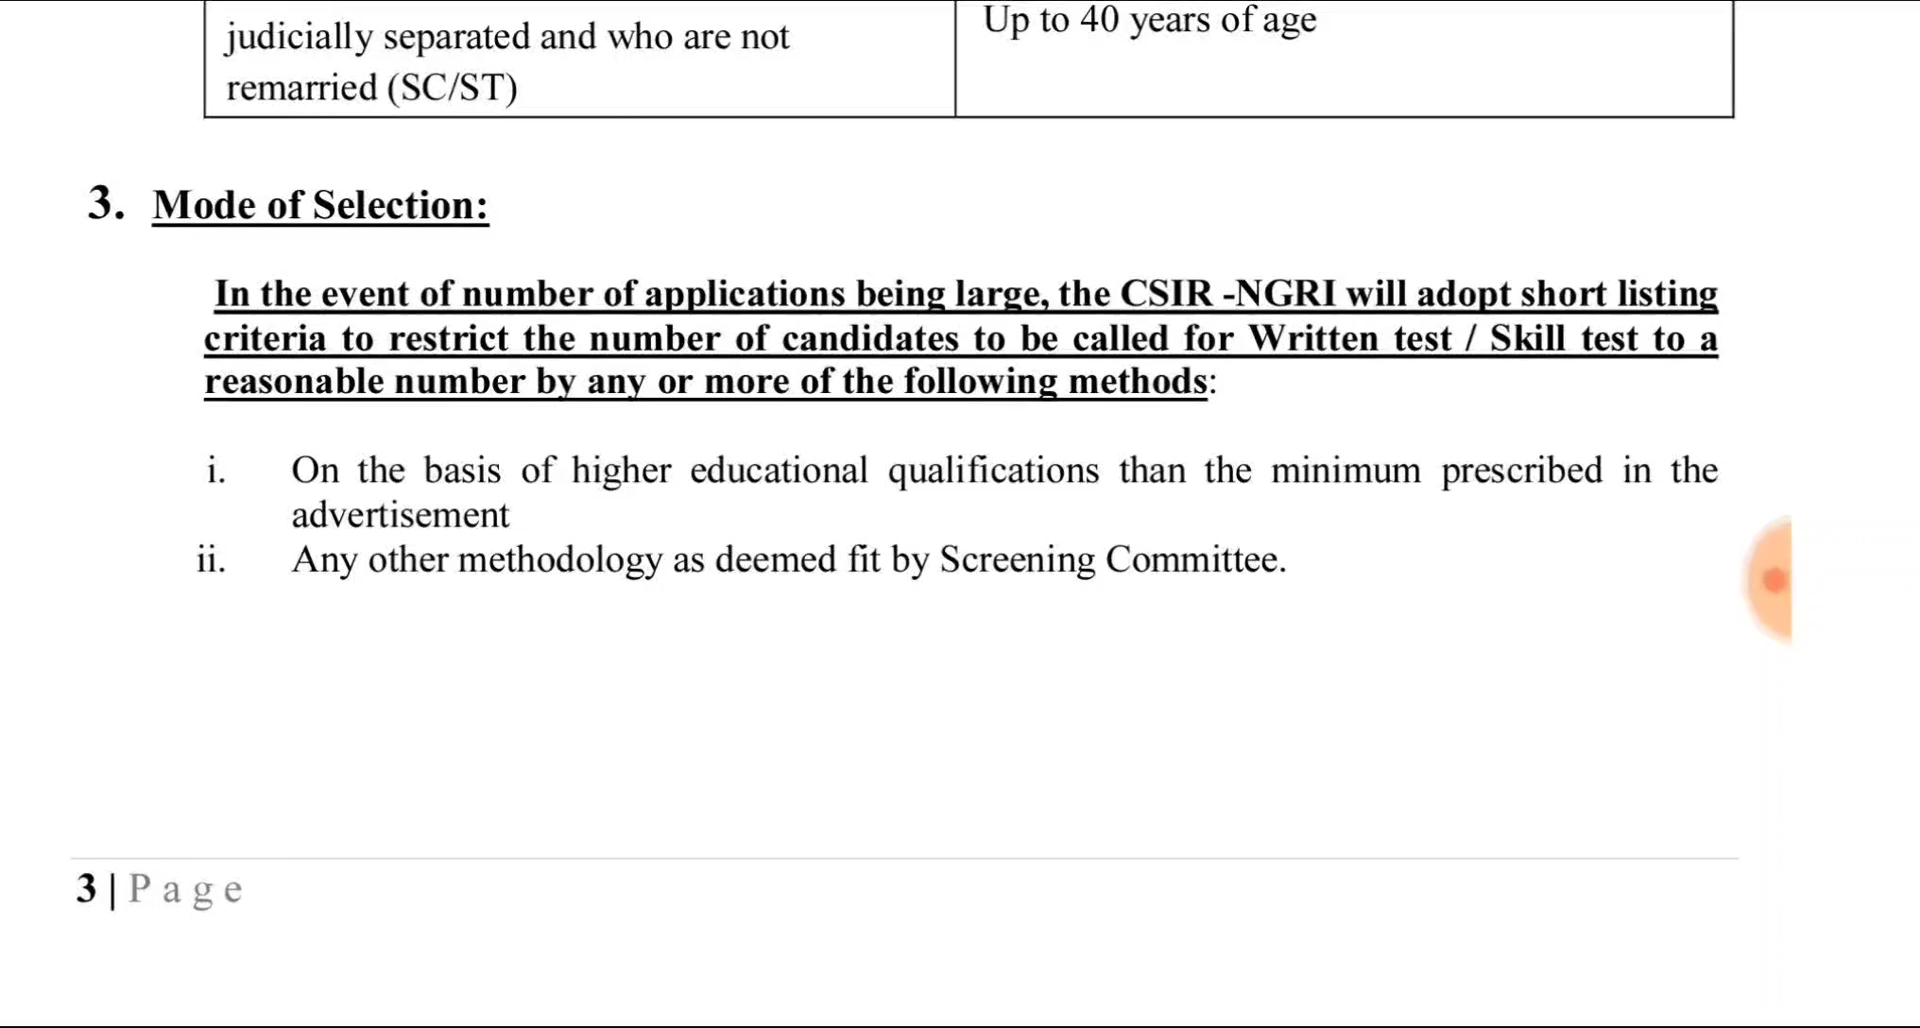 judicially separated and who are not
remarried (SC/ST)
Up to 40 years of age
3. Mode of Selection:
In the event of number of applications being large, the CSIR -NGRI will adopt short listing
criteria to restrict the number of candidates to be called for Written test / Skill test to a
reasonable number by any or more of the following methods:
i. On the basis of higher educational qualifications than the minimum prescribed in the
advertisement
ii. Any other methodology as deemed fit by Screening Committee.
3 | P a g e